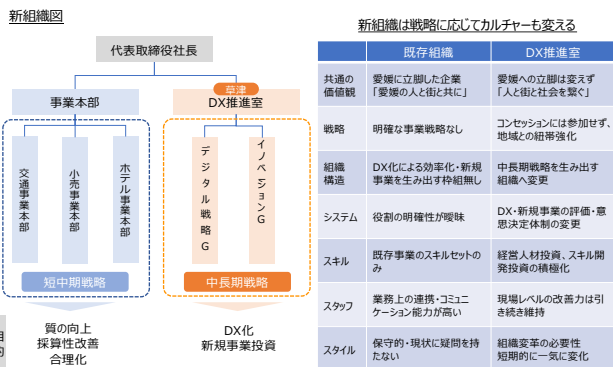 新組織図
代表取締役社長
草津
事業本部
DX推進室
交通事業本部
小売事業本部
ホテル事業本部
デジタル戦略G
イノベーションG
短中期戦略
中長期戦略
質の向上
採算性改善
合理化
DX化
新規事業投資
目
的
新組織は戦略に応じてカルチャーも変える
既存組織
DX推進室
共通の
価値観
愛媛に立脚した企業
「愛媛の人と街と共に」
愛媛への立脚は変えず
「人と街と社会を繋ぐ」
戦略
明確な事業戦略なし
コンセッションには参加せず、
地域との紐帯強化
組織
構造
DX化による効率化・新規
事業を生み出す枠組無し
中長期戦略を生み出す
組織へ変更
システム
役割の明確性が曖昧
DX・新規事業の評価・意
思決定体制の変更
スキル
既存事業のスキルセットの
み
経営人材投資、スキル開
発投資の積極化
スタッフ
業務上の連携・コミュニ
ケーション能力が高い
現場レベルの改善力は引
き続き維持
スタイル
保守的・現状に疑問を持
たない
組織変革の必要性
短期的に一気に変化